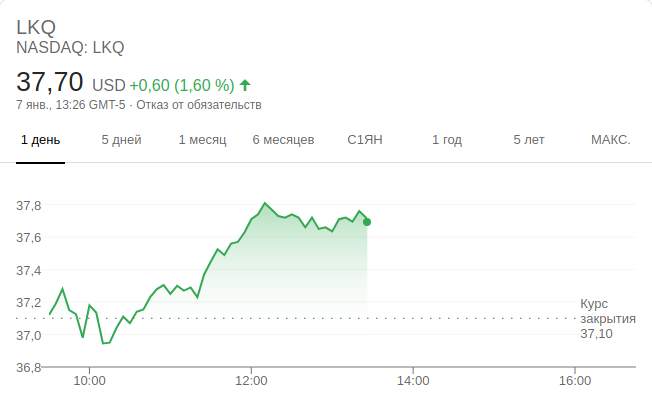 LKQ
NASDAQ: LKQ
37,70 USD +0,60 (1,60 %) ↑
7 янв., 13:26 GMT-5 · Отказ от обязательств
1 день 5 дней 1 месяц 6 месяцев С1ЯН 1 год 5 лет МАКС.
37,8
37,6
37,4
37,2
37,0
36,8
Курс
закрытия
37,10
10:00 12:00 14:00 16:00